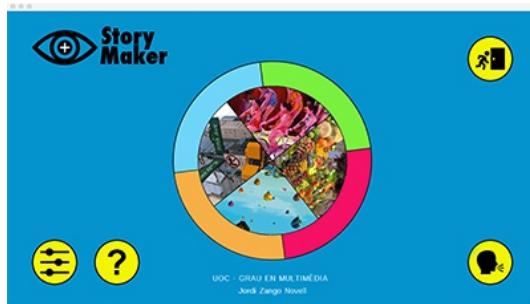 Story
Maker
?
UOC - GRAU EN MULTIMÈDIA
Jordi Zango Novell